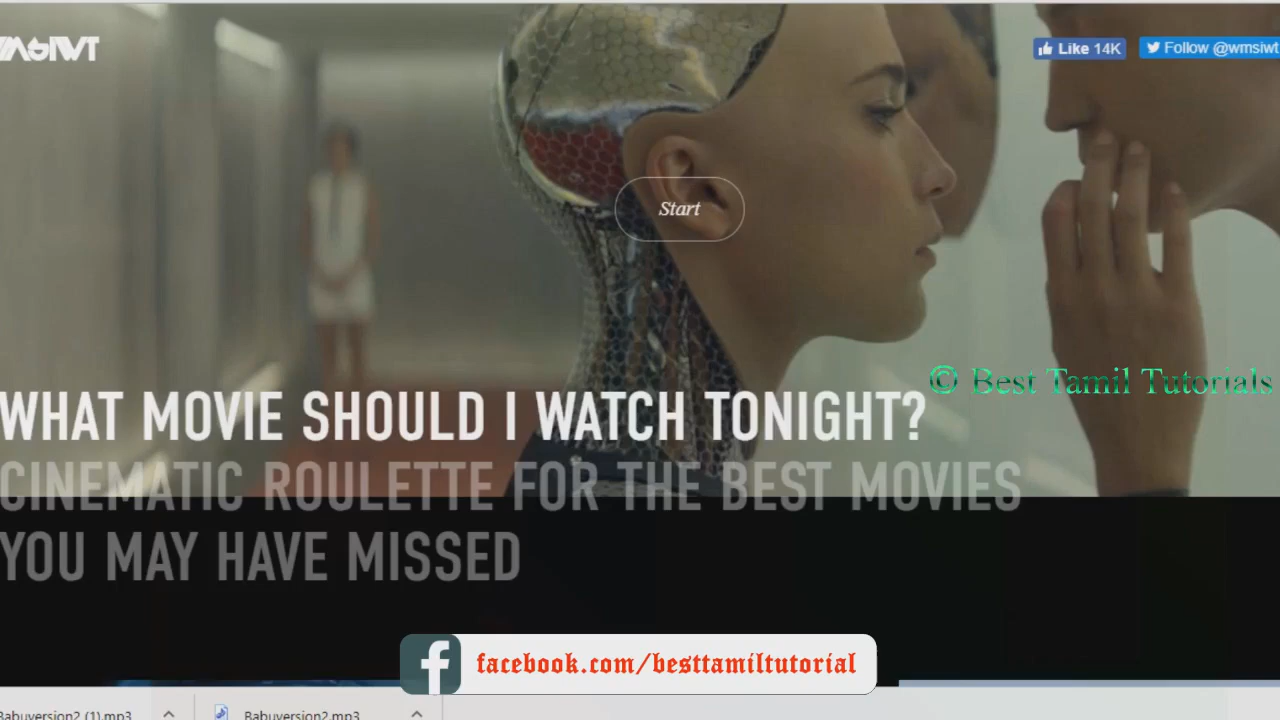 WMSIWT
Like 14K
Follow @wmsiwt
Start
© Best Tamil Tutorials
WHAT MOVIE SHOULD I WATCH TONIGHT?
CINEMATIC ROULETTE FOR THE BEST MOVIES
YOU MAY HAVE MISSED
facebook.com/besttamiltutorial
Babuversion2 (1).mp3
Babuversion2.mp3